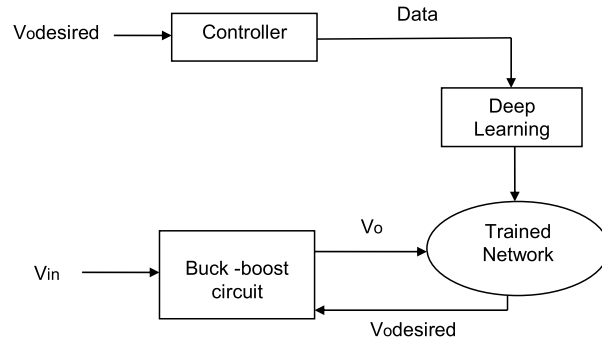 Data
Vodesired
Controller
Deep
Learning
Vo
Trained
Network
Vin
Buck -boost
circuit
Vodesired